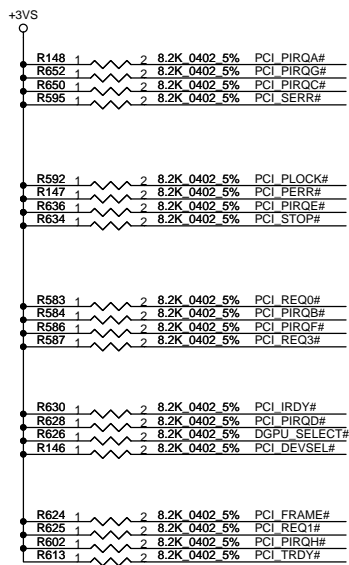 +3VS
R148 1 2 8.2K_0402_5% PCI_PIRQA#
R652 1 2 8.2K_0402_5% PCI_PIRQG#
R650 1 2 8.2K_0402_5% PCI_PIRQC#
R595 1 2 8.2K_0402_5% PCI_SERR#
R592 1 2 8.2K_0402_5% PCI_PLOCK#
R147 1 2 8.2K_0402_5% PCI_PERR#
R636 1 2 8.2K_0402_5% PCI_PIRQE#
R634 1 2 8.2K_0402_5% PCI_STOP#
R583 1 2 8.2K_0402_5% PCI_REQ0#
R584 1 2 8.2K_0402_5% PCI_PIRQB#
R586 1 2 8.2K_0402_5% PCI_PIRQF#
R587 1 2 8.2K_0402_5% PCI_REQ3#
R630 1 2 8.2K_0402_5% PCI_IRDY#
R628 1 2 8.2K_0402_5% PCI_PIRQD#
R626 1 2 8.2K_0402_5% DGPU_SELECT#
R146 1 2 8.2K_0402_5% PCI_DEVSEL#
R624 1 2 8.2K_0402_5% PCI_FRAME#
R625 1 2 8.2K_0402_5% PCI_REQ1#
R602 1 2 8.2K_0402_5% PCI_PIRQH#
R613 1 2 8.2K_0402_5% PCI_TRDY#